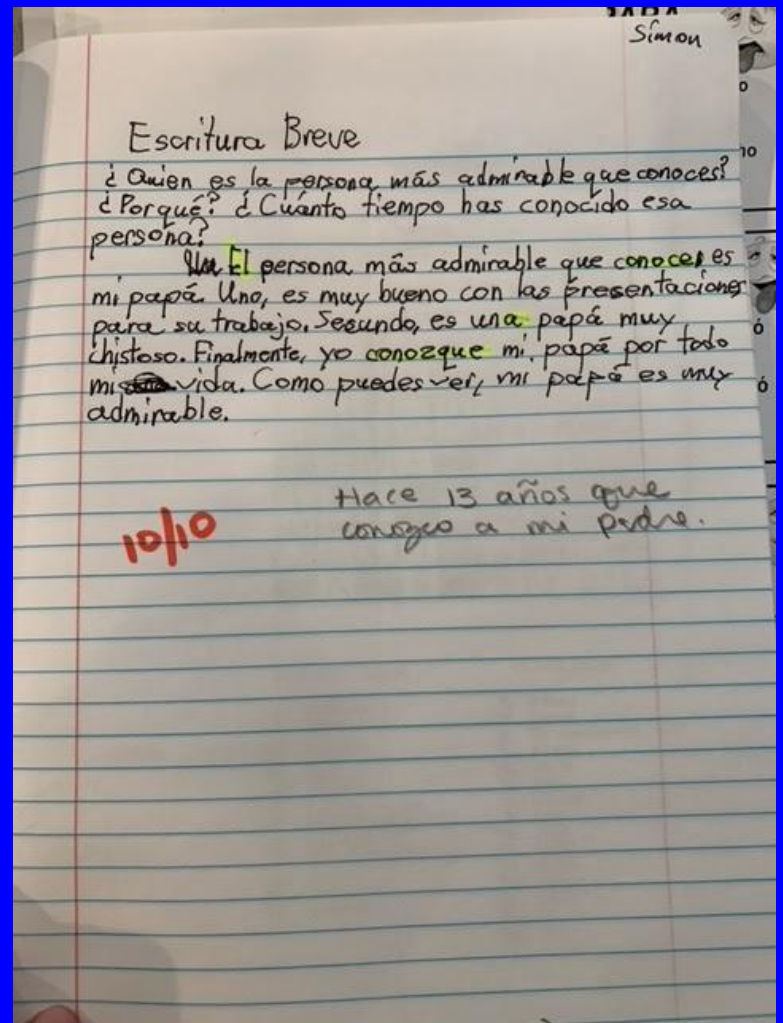 Simon
Escritura Breve
¿Quien es la persona más admirable que conoces?
¿Porqué? ¿Cuánto tiempo has conocido esa
persona?
El persona más admirable que conoces es
mi papá. Uno, es muy bueno con las presentaciones
para su trabajo. Secundo, es una papá muy
chistoso. Finalmente, yo conozque mi papá por todo
mi vida. Como puedes ver, mi papá es muy
admirable.
Hace 13 años que
conozco a mi padre.
10/10